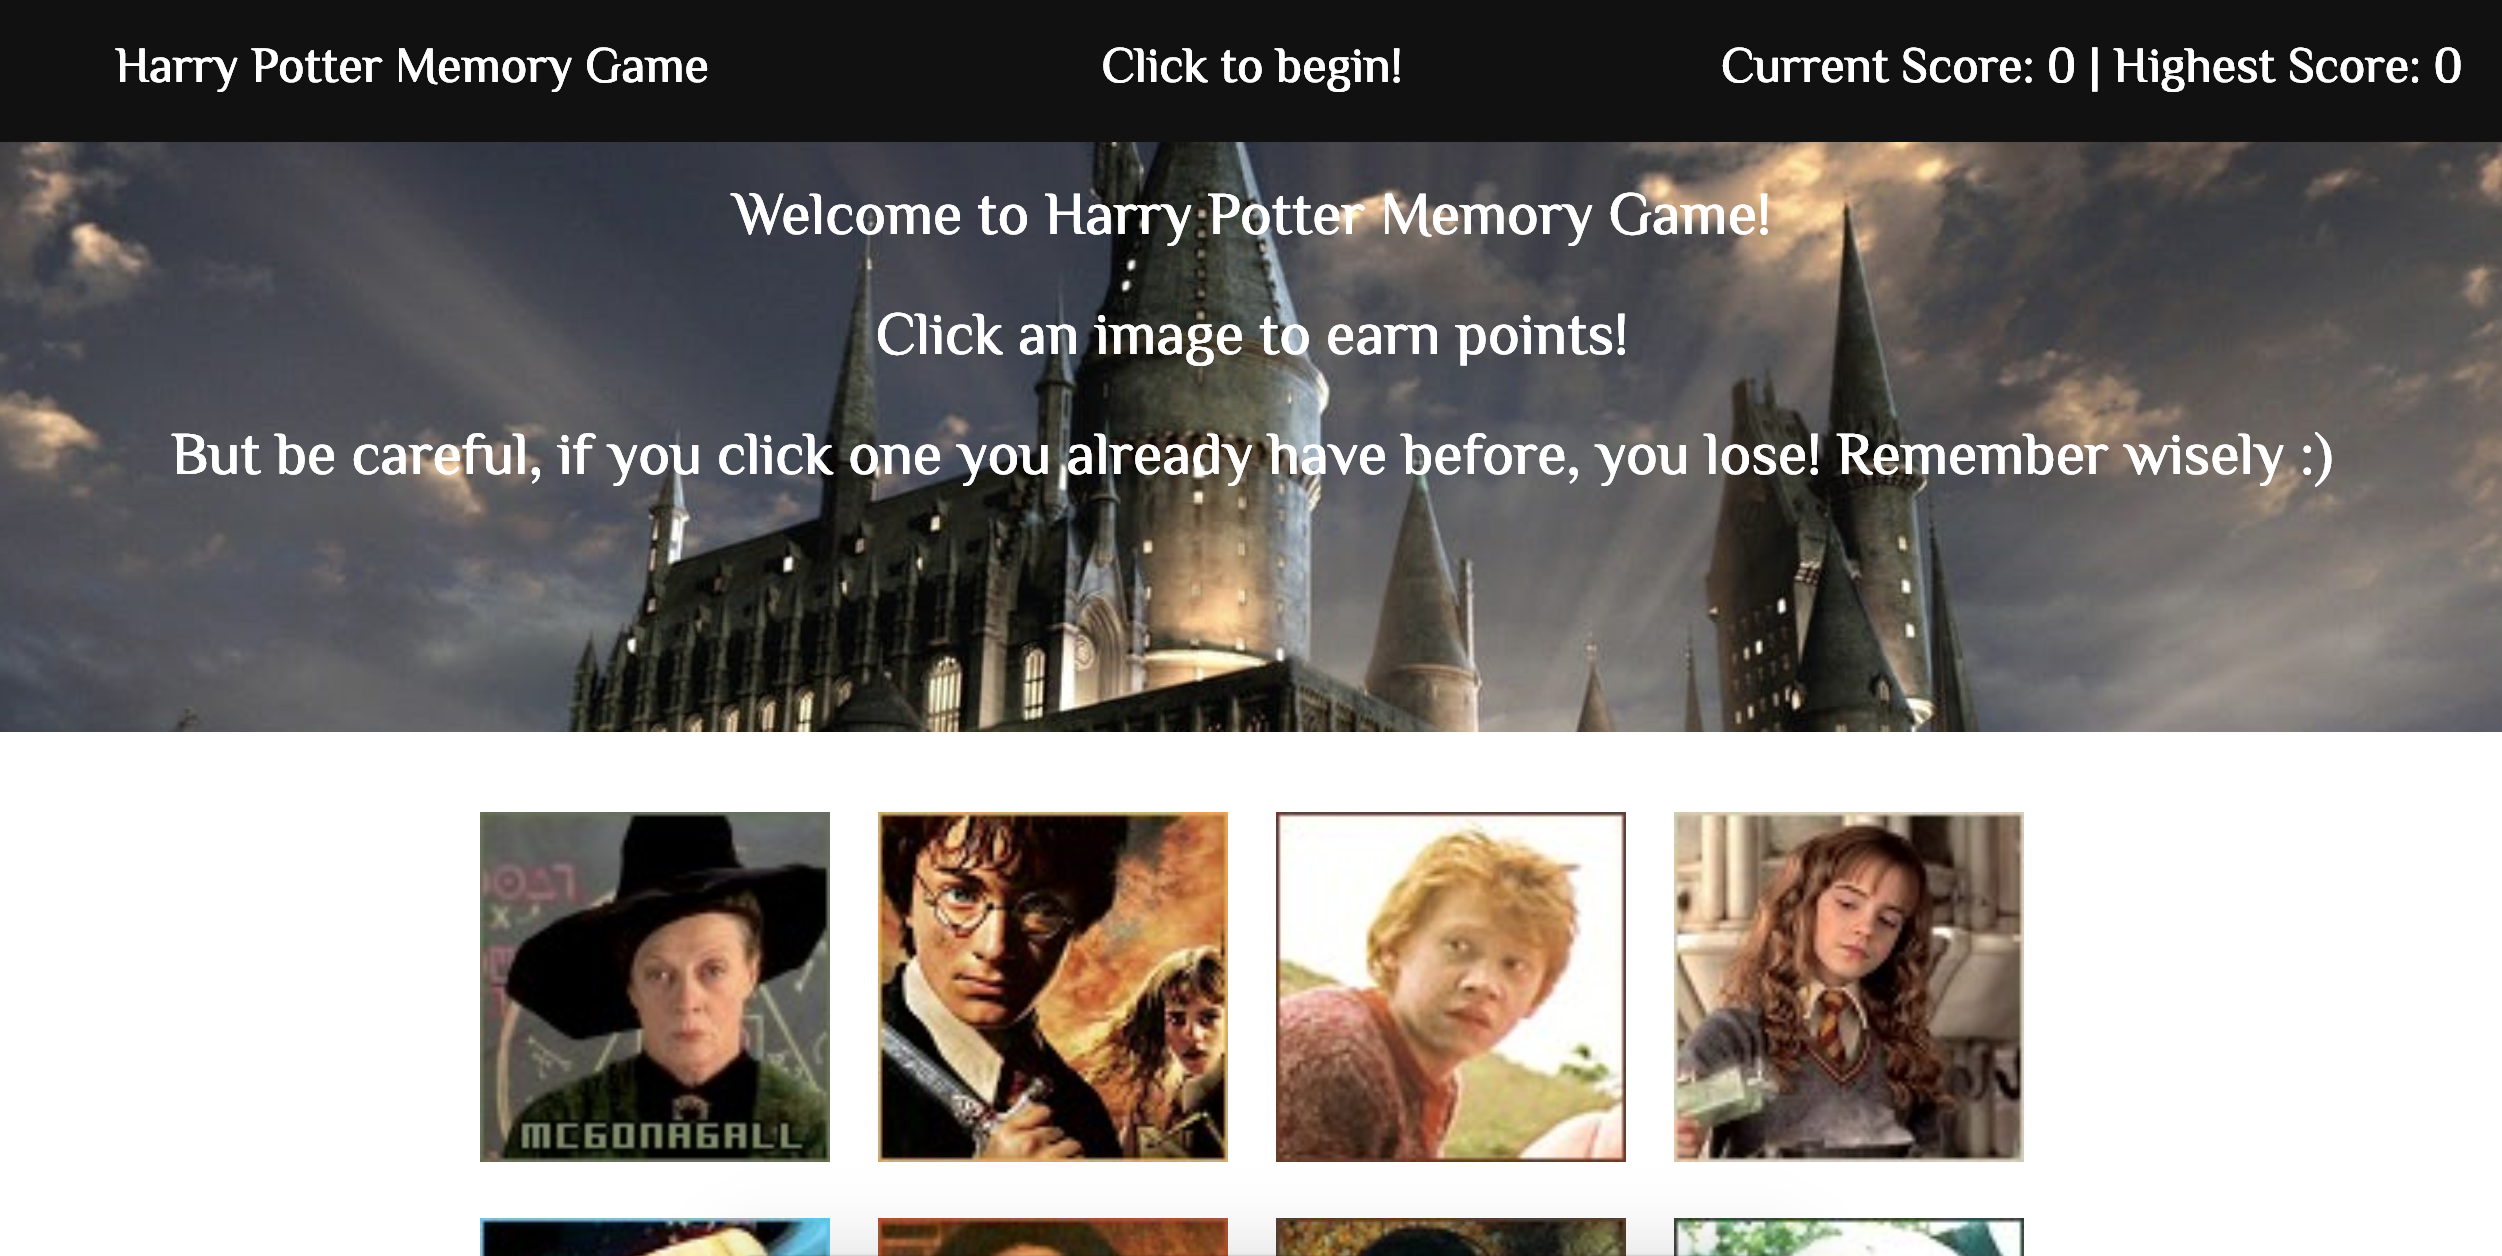 Harry Potter Memory Game
Click to begin!
Current Score: 0 | Highest Score: 0
Welcome to Harry Potter Memory Game!
Click an image to earn points!
But be careful, if you click one you already have before, you lose! Remember wisely :)
MCGONAGALL